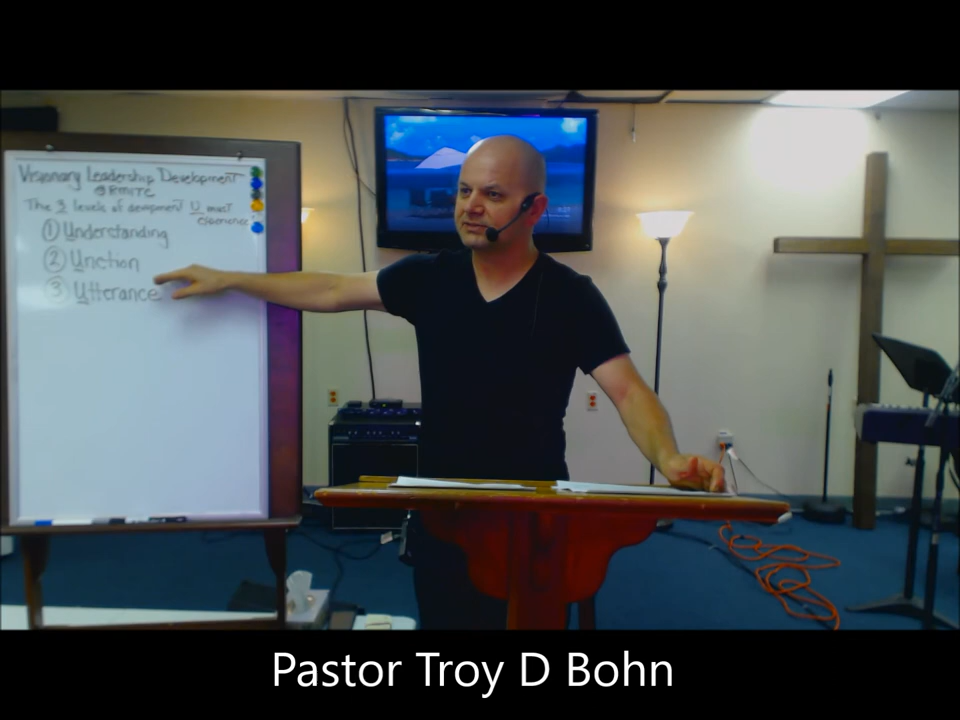 Visionary Leadership Development
@ RMITC
The 3 levels of devopment U must
experience!
① Understanding
② Unction
③ Utterance
Pastor Troy D Bohn